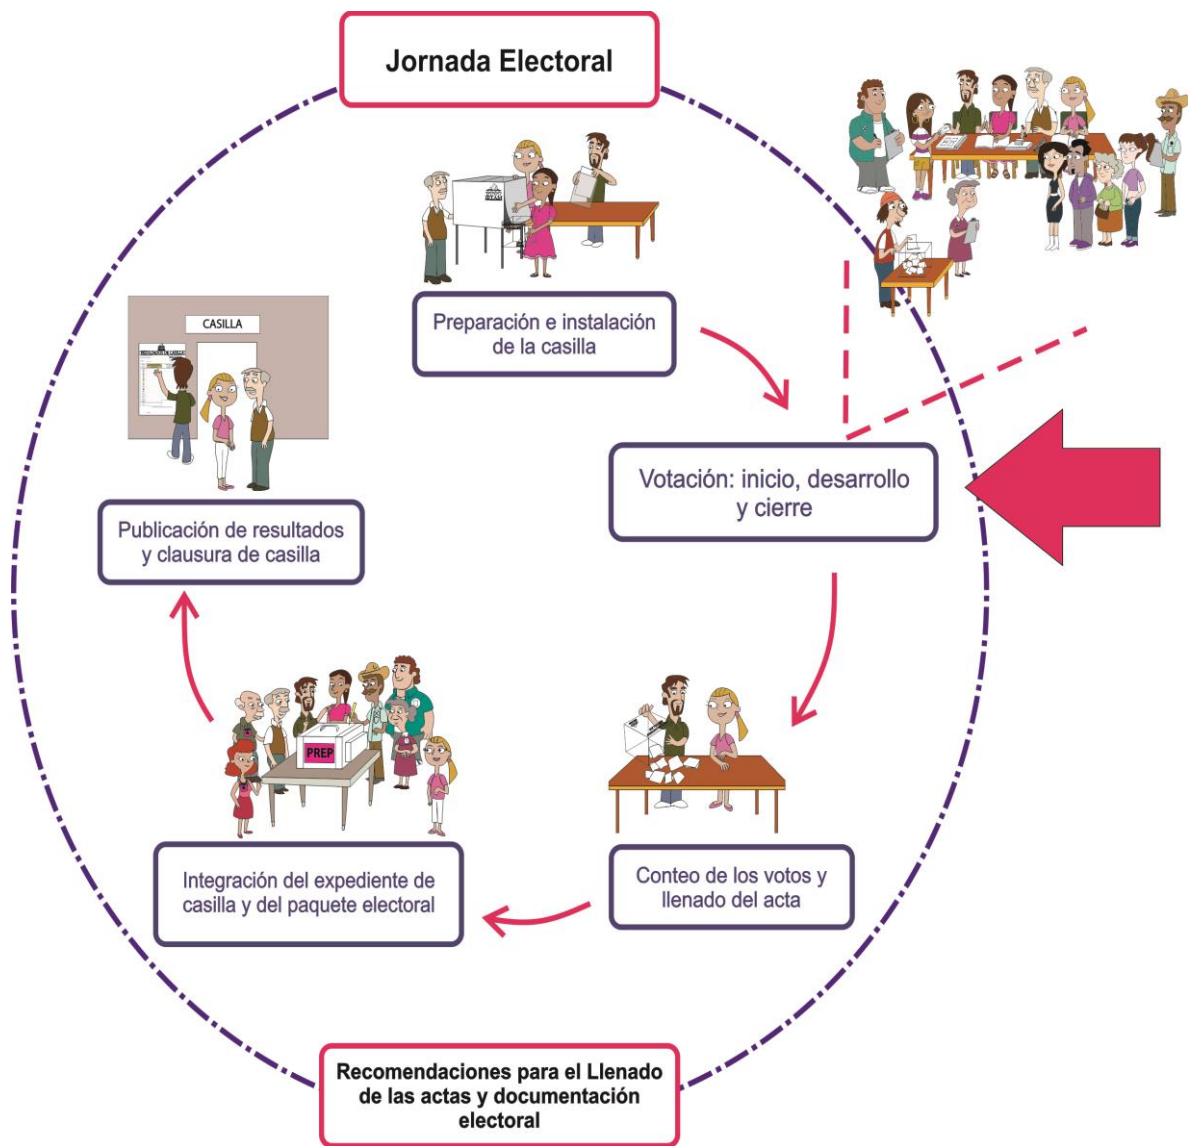 Jornada Electoral
Preparación e instalación
de la casilla
CASILLA
Votación: inicio, desarrollo
y cierre
Publicación de resultados
y clausura de casilla
PREP
Conteo de los votos y
llenado del acta
Integración del expediente de
casilla y del paquete electoral
Recomendaciones para el Llenado
de las actas y documentación
electoral